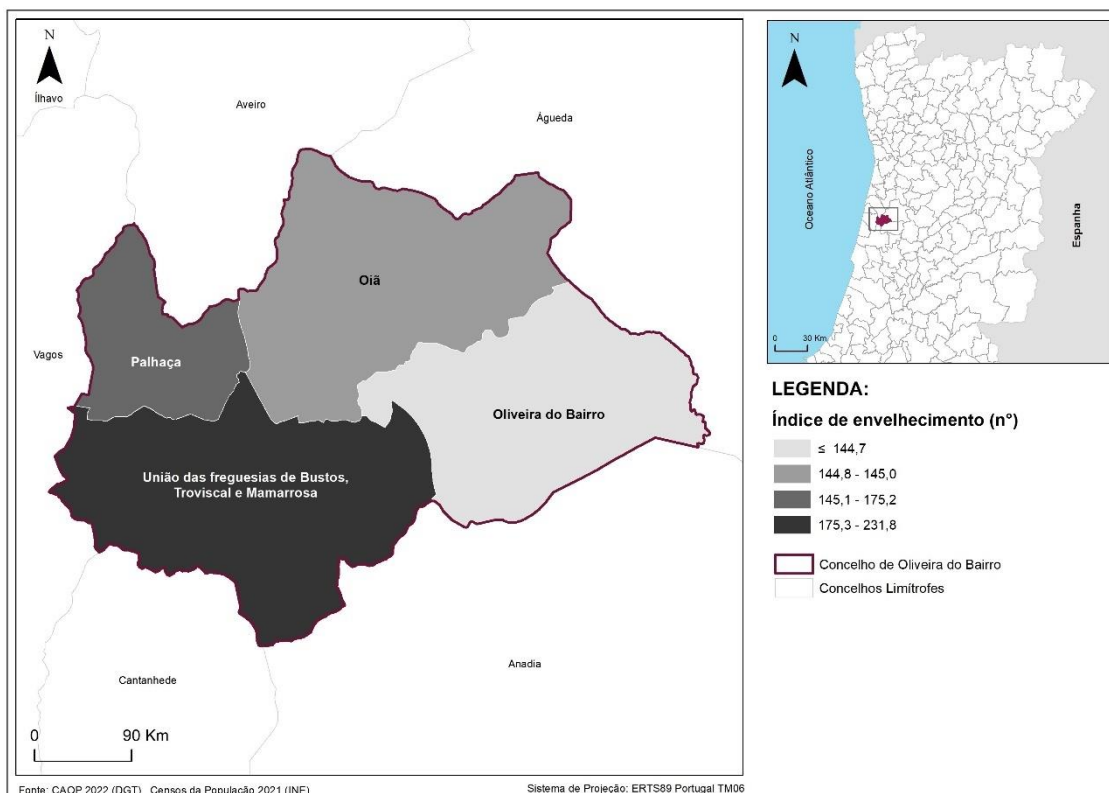 N
Ílhavo
Aveiro
Águeda
Oiã
Palhaça
Vagos
Oliveira do Bairro
União das freguesias de Bustos,
Troviscal e Mamarrosa
Anadia
Cantanhede
0 90 Km
Fonte: CAOP 2022 (DGT) Censos da População 2021 (INE)
Sistema de Projeção: ERTS89 Portugal TM06
N
Oceano Atlântico
Espanha
0 30 Km
LEGENDA:
Índice de envelhecimento (nº)
≤ 144,7
144,8 - 145,0
145,1 - 175,2
175,3 - 231,8
Concelho de Oliveira do Bairro
Concelhos Limítrofes